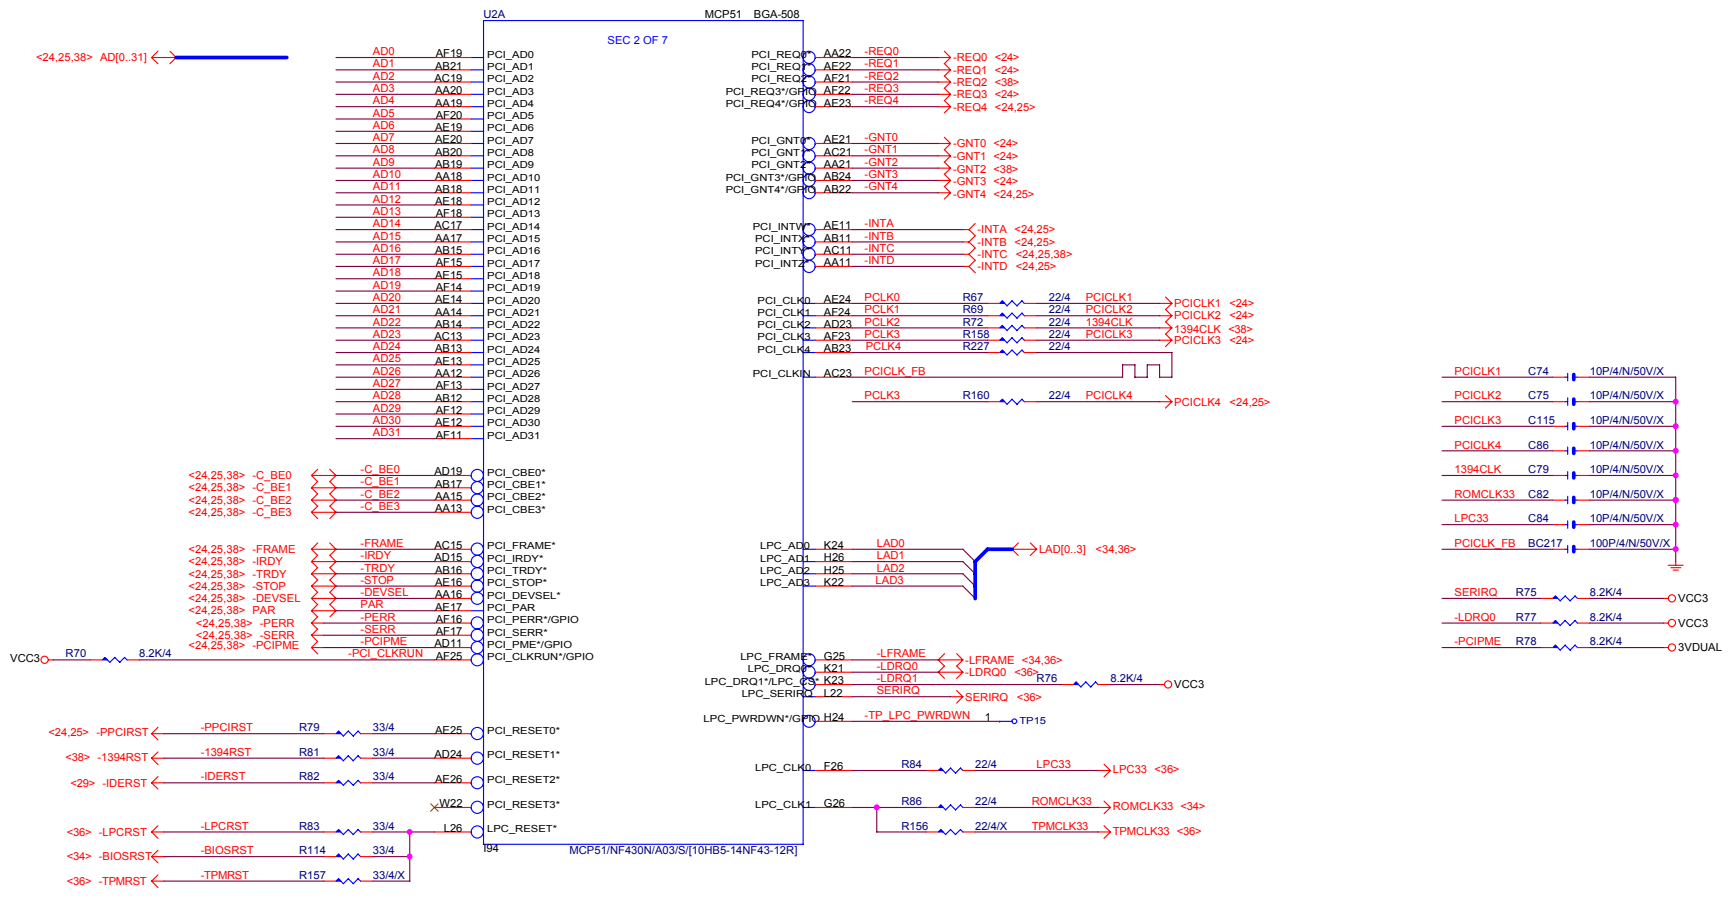 U2A MCP51 BGA-508
SEC 2 OF 7
<24,25,38> AD[0..31]
AD0 AF19 PCI_AD0
AD1 AB21 PCI_AD1
AD2 AC19 PCI_AD2
AD3 AA20 PCI_AD3
AD4 AA19 PCI_AD4
AD5 AF20 PCI_AD5
AD6 AE19 PCI_AD6
AD7 AE20 PCI_AD7
AD8 AB20 PCI_AD8
AD9 AB19 PCI_AD9
AD10 AA18 PCI_AD10
AD11 AB18 PCI_AD11
AD12 AE18 PCI_AD12
AD13 AF18 PCI_AD13
AD14 AC17 PCI_AD14
AD15 AA17 PCI_AD15
AD16 AB15 PCI_AD16
AD17 AF15 PCI_AD17
AD18 AE15 PCI_AD18
AD19 AF14 PCI_AD19
AD20 AE14 PCI_AD20
AD21 AA14 PCI_AD21
AD22 AB14 PCI_AD22
AD23 AC13 PCI_AD23
AD24 AB13 PCI_AD24
AD25 AE13 PCI_AD25
AD26 AA12 PCI_AD26
AD27 AF13 PCI_AD27
AD28 AB12 PCI_AD28
AD29 AF12 PCI_AD29
AD30 AE12 PCI_AD30
AD31 AF11 PCI_AD31
<24,25,38> -C_BE0 -C_BE0 AD19 PCI_CBE0*
<24,25,38> -C_BE1 -C_BE1 AB17 PCI_CBE1*
<24,25,38> -C_BE2 -C_BE2 AA15 PCI_CBE2*
<24,25,38> -C_BE3 -C_BE3 AA13 PCI_CBE3*
<24,25,38> -FRAME -FRAME AC15 PCI_FRAME*
<24,25,38> -IRDY -IRDY AD15 PCI_IRDY*
<24,25,38> -TRDY -TRDY AB16 PCI_TRDY*
<24,25,38> -STOP -STOP AE16 PCI_STOP*
<24,25,38> -DEVSEL -DEVSEL AA16 PCI_DEVSEL*
<24,25,38> PAR PAR AE17 PCI_PAR
<24,25,38> -PERR -PERR AF16 PCI_PERR*/GPIO
<24,25,38> -SERR -SERR AF17 PCI_SERR*
<24,25,38> -PCIPME -PCIPME AD11 PCI_PME*/GPIO
VCC3 R70 8.2K/4 -PCI_CLKRUN AF25 PCI_CLKRUN*/GPIO
<24,25> -PPCIRST -PPCIRST R79 33/4 AE25 PCI_RESET0*
<38> -1394RST -1394RST R81 33/4 AD24 PCI_RESET1*
<29> -IDERST -IDERST R82 33/4 AE26 PCI_RESET2*
W22 PCI_RESET3*
<36> -LPCRST -LPCRST R83 33/4 L26 LPC_RESET*
<34> -BIOSRST -BIOSRST R114 33/4
<36> -TPMRST -TPMRST R157 33/4/X
I94 MCP51/NF430N/A03/S/[10HB5-14NF43-12R]
PCI_REQ0* AA22 -REQ0 -REQ0 <24>
PCI_REQ1* AE22 -REQ1 -REQ1 <24>
PCI_REQ2* AF21 -REQ2 -REQ2 <38>
PCI_REQ3*/GPIO AF22 -REQ3 -REQ3 <24>
PCI_REQ4*/GPIO AE23 -REQ4 -REQ4 <24,25>
PCI_GNT0* AE21 -GNT0 -GNT0 <24>
PCI_GNT1* AC21 -GNT1 -GNT1 <24>
PCI_GNT2* AA21 -GNT2 -GNT2 <38>
PCI_GNT3*/GPIO AB24 -GNT3 -GNT3 <24>
PCI_GNT4*/GPIO AB22 -GNT4 -GNT4 <24,25>
PCI_INTW* AE11 -INTA -INTA <24,25>
PCI_INTX* AB11 -INTB -INTB <24,25>
PCI_INTY* AC11 -INTC -INTC <24,25,38>
PCI_INTZ* AA11 -INTD -INTD <24,25>
PCI_CLK0 AE24 PCLK0 R67 22/4 PCICLK1 PCICLK1 <24>
PCI_CLK1 AF24 PCLK1 R69 22/4 PCICLK2 PCICLK2 <24>
PCI_CLK2 AD23 PCLK2 R72 22/4 1394CLK 1394CLK <38>
PCI_CLK3 AF23 PCLK3 R158 22/4 PCICLK3 PCICLK3 <24>
PCI_CLK4 AB23 PCLK4 R227 22/4
PCI_CLKIN AC23 PCICLK_FB
PCLK3 R160 22/4 PCICLK4 PCICLK4 <24,25>
LPC_AD0 K24 LAD0 LAD[0..3] <34,36>
LPC_AD1 H26 LAD1
LPC_AD2 H25 LAD2
LPC_AD3 K22 LAD3
LPC_FRAME* G25 -LFRAME -LFRAME <34,36>
LPC_DRQ0* K21 -LDRQ0 -LDRQ0 <36>
LPC_DRQ1*/LPC_CS* K23 -LDRQ1 R76 8.2K/4 VCC3
LPC_SERIRQ L22 SERIRQ SERIRQ <36>
LPC_PWRDWN*/GPIO H24 -TP_LPC_PWRDWN 1 TP15
LPC_CLK0 F26 R84 22/4 LPC33 LPC33 <36>
LPC_CLK1 G26 R86 22/4 ROMCLK33 ROMCLK33 <34>
R156 22/4/X TPMCLK33 TPMCLK33 <36>
PCICLK1 C74 10P/4/N/50V/X
PCICLK2 C75 10P/4/N/50V/X
PCICLK3 C115 10P/4/N/50V/X
PCICLK4 C86 10P/4/N/50V/X
1394CLK C79 10P/4/N/50V/X
ROMCLK33 C82 10P/4/N/50V/X
LPC33 C84 10P/4/N/50V/X
PCICLK_FB BC217 100P/4/N/50V/X
SERIRQ R75 8.2K/4 VCC3
-LDRQ0 R77 8.2K/4 VCC3
-PCIPME R78 8.2K/4 3VDUAL